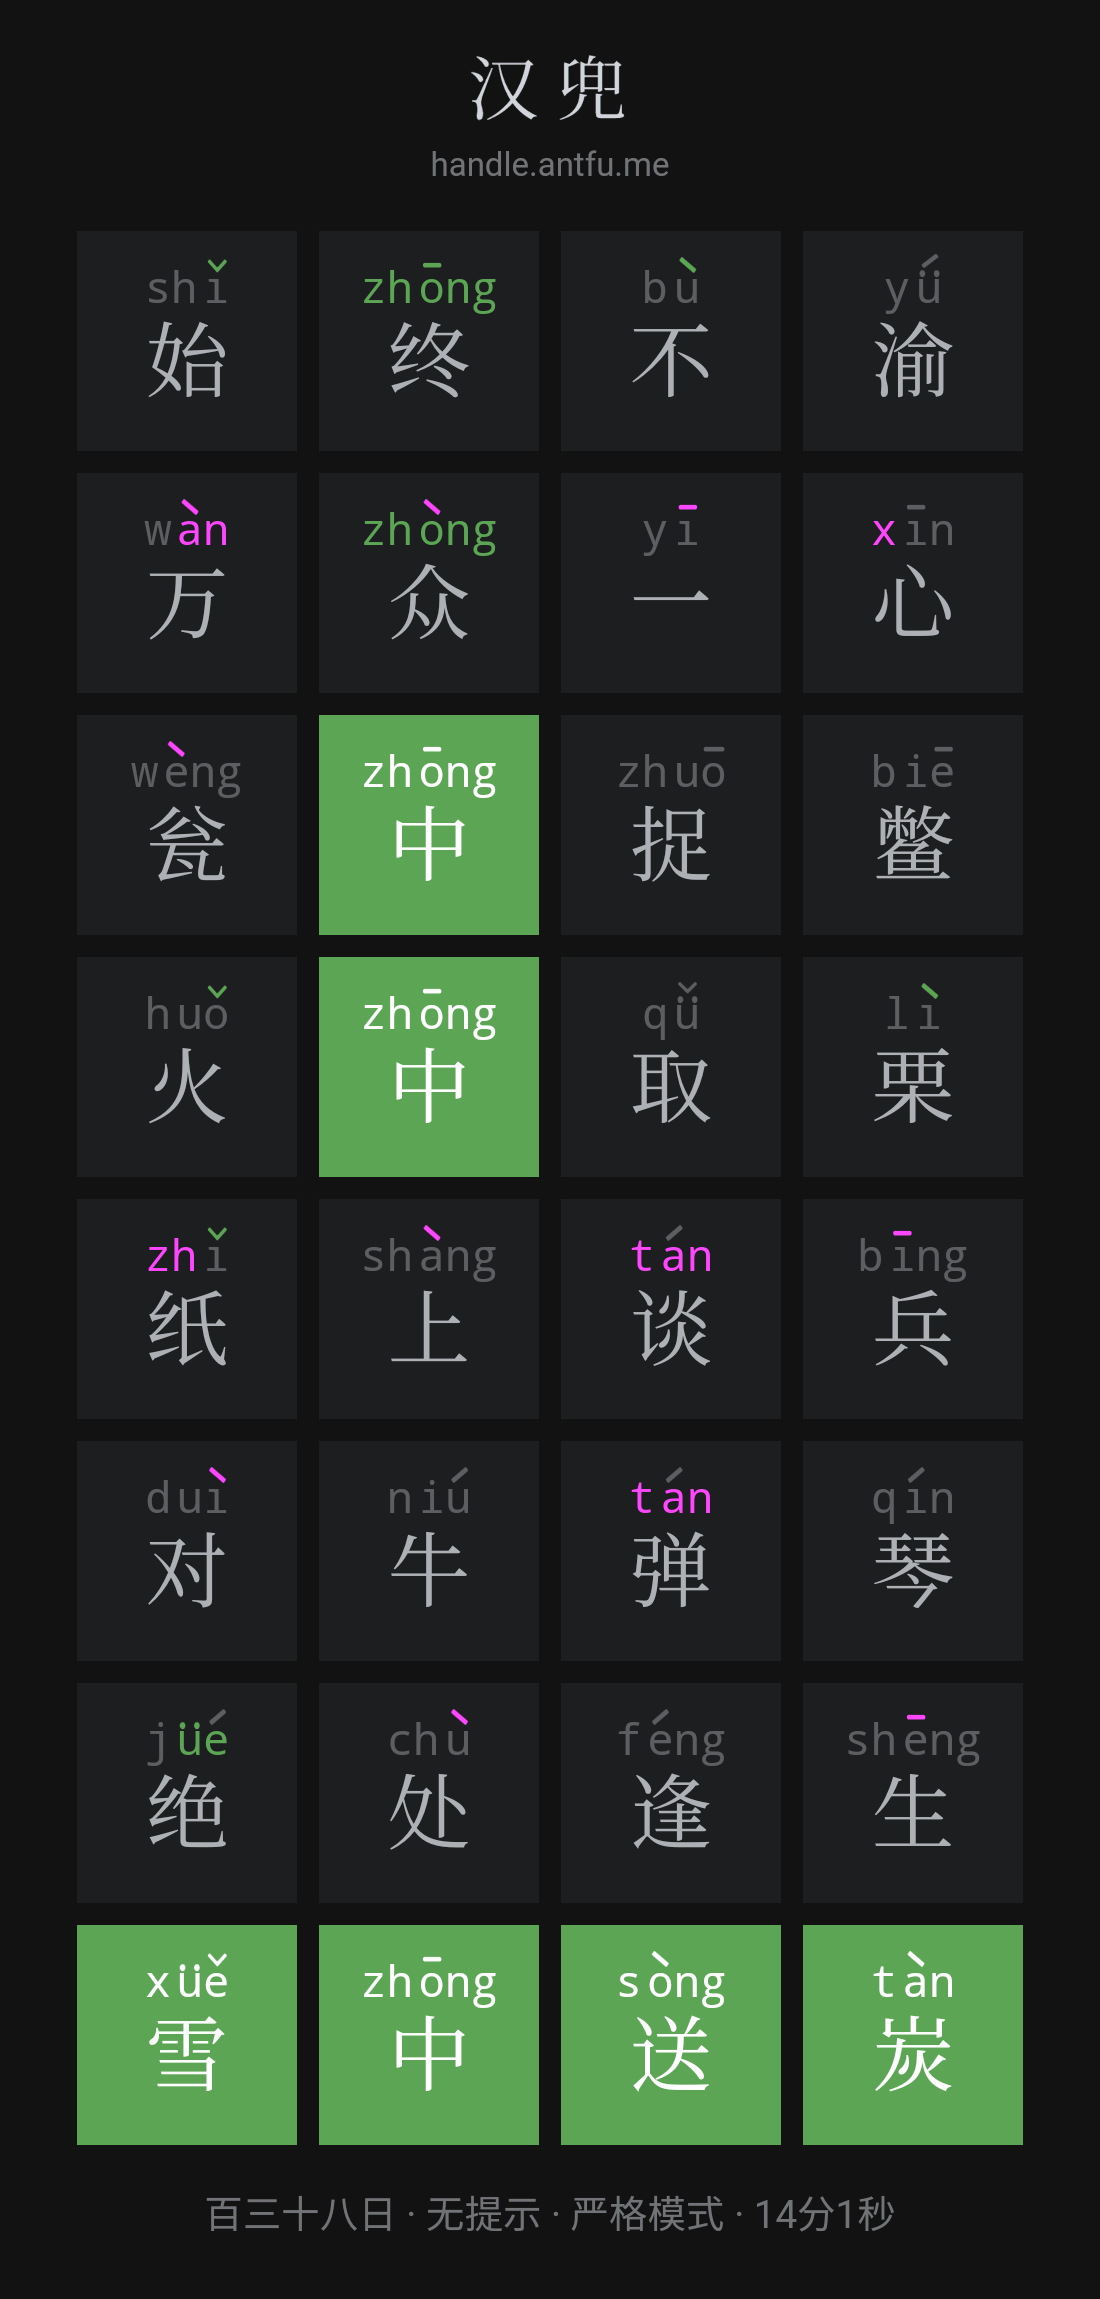 汉兜
handle.antfu.me
shǐ zhōng bù yǘ
始 终 不 渝
wàn zhòng yī xīn
万 众 一 心
wèng zhōng zhuō biē
瓮 中 捉 鳖
huǒ zhōng qǚ lì
火 中 取 栗
zhǐ shàng tán bīng
纸 上 谈 兵
duì niú tán qín
对 牛 弹 琴
jüé chù féng shēng
绝 处 逢 生
xüě zhōng sòng tàn
雪 中 送 炭
百三十八日 · 无提示 · 严格模式 · 14分1秒